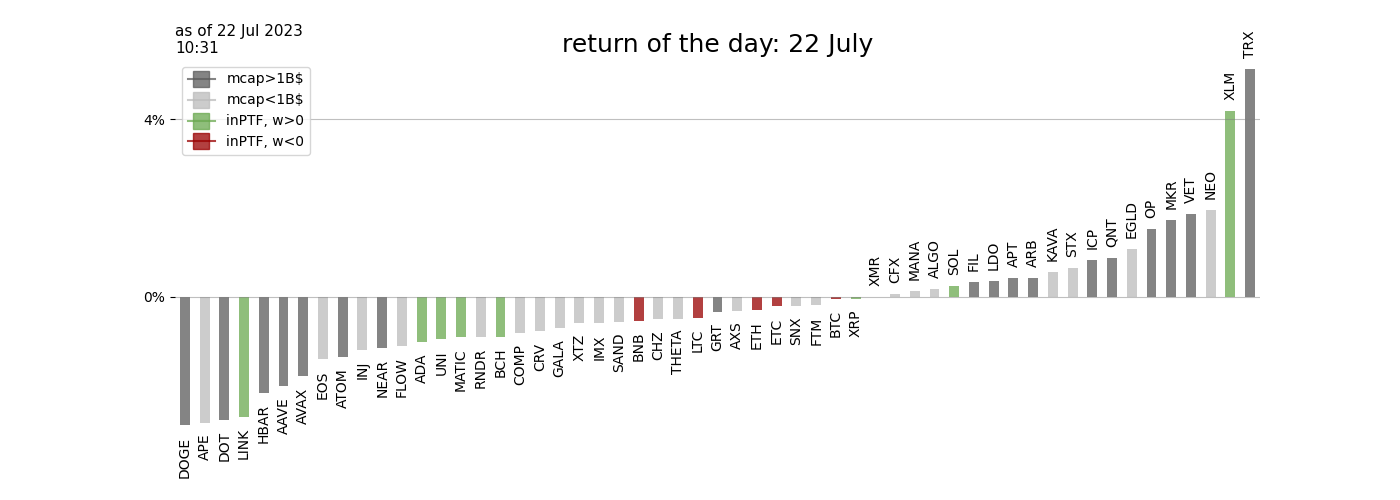 as of 22 Jul 2023
10:31
return of the day: 22 July
mcap>1B$
mcap<1B$
inPTF, w>0
inPTF, w<0
4%
0%
DOGE
APE
DOT
LINK
HBAR
AAVE
AVAX
EOS
ATOM
INJ
NEAR
FLOW
ADA
UNI
MATIC
RNDR
BCH
COMP
CRV
GALA
XTZ
IMX
SAND
BNB
CHZ
THETA
LTC
GRT
AXS
ETH
ETC
SNX
FTM
BTC
XRP
XMR
CFX
MANA
ALGO
SOL
FIL
LDO
APT
ARB
KAVA
STX
ICP
QNT
EGLD
OP
MKR
VET
NEO
XLM
TRX